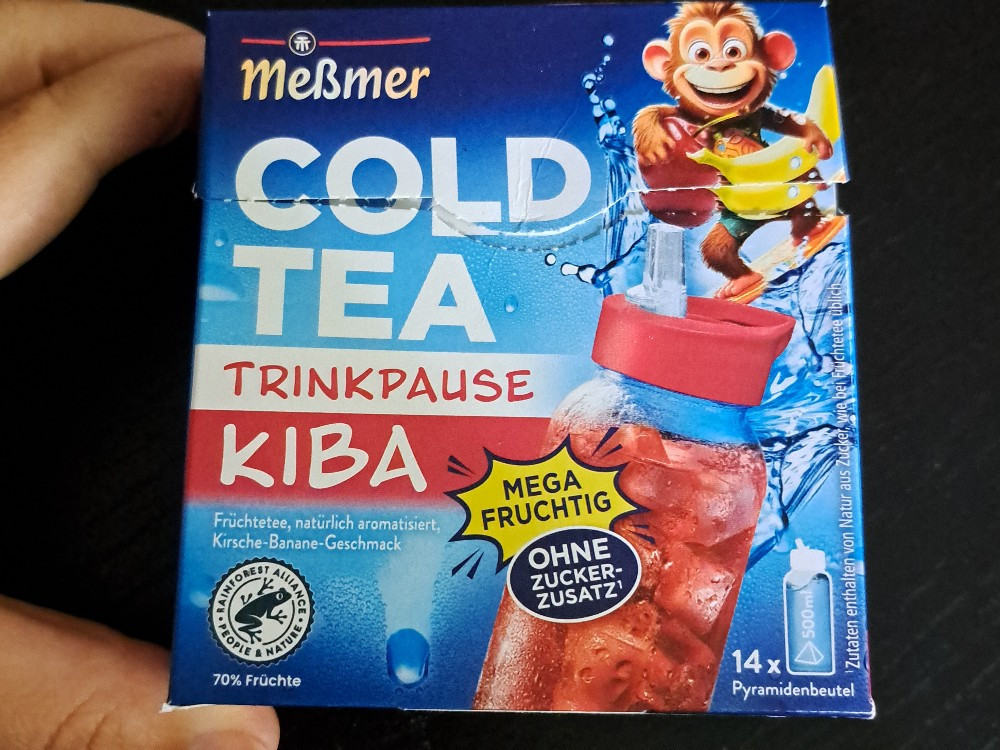 Meßmer
COLD
TEA
TRINKPAUSE
KIBA
MEGA
FRUCHTIG
OHNE
ZUCKER-
ZUSATZ¹
Früchtetee, natürlich aromatisiert,
Kirsche-Banane-Geschmack
RAINFOREST ALLIANCE
PEOPLE & NATURE
70% Früchte
500ml
14 x
Pyramidenbeutel
¹Zutaten enthalten von Natur aus Zucker, wie bei Früchtetee üblich